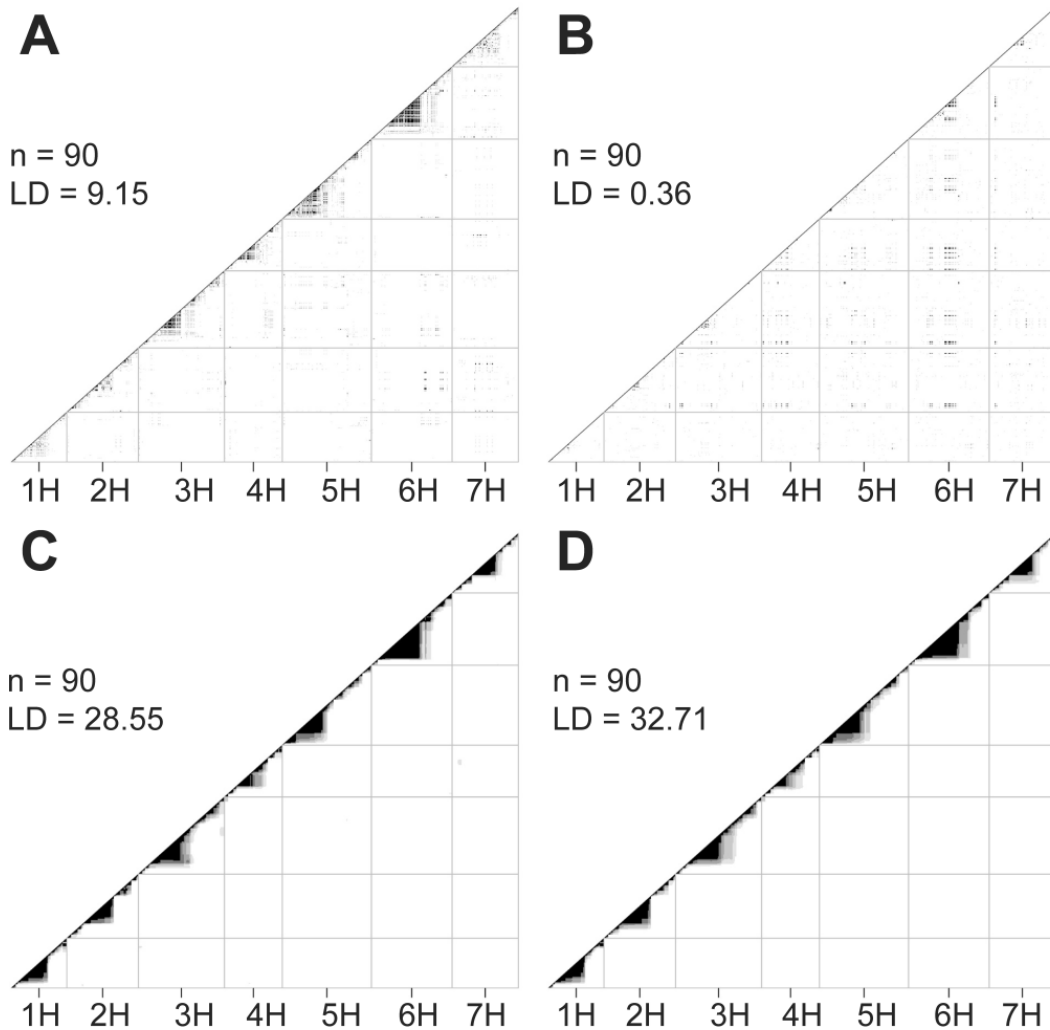 A
n = 90
LD = 9.15
1H 2H 3H 4H 5H 6H 7H
B
n = 90
LD = 0.36
1H 2H 3H 4H 5H 6H 7H
C
n = 90
LD = 28.55
1H 2H 3H 4H 5H 6H 7H
D
n = 90
LD = 32.71
1H 2H 3H 4H 5H 6H 7H